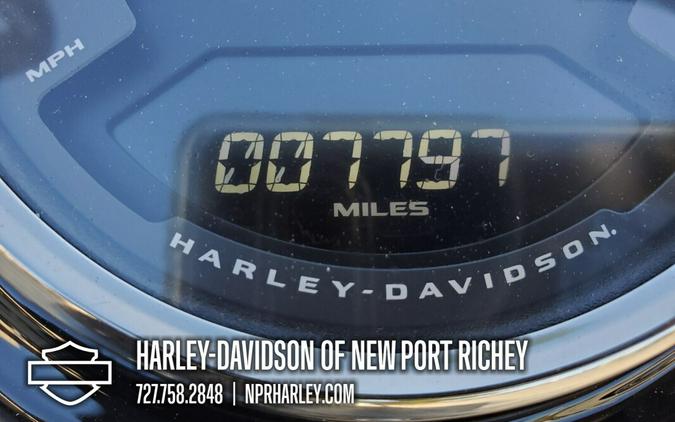 MPH
007797
MILES
HARLEY-DAVIDSON.
HARLEY-DAVIDSON OF NEW PORT RICHEY
727.758.2848 | NPRHARLEY.COM